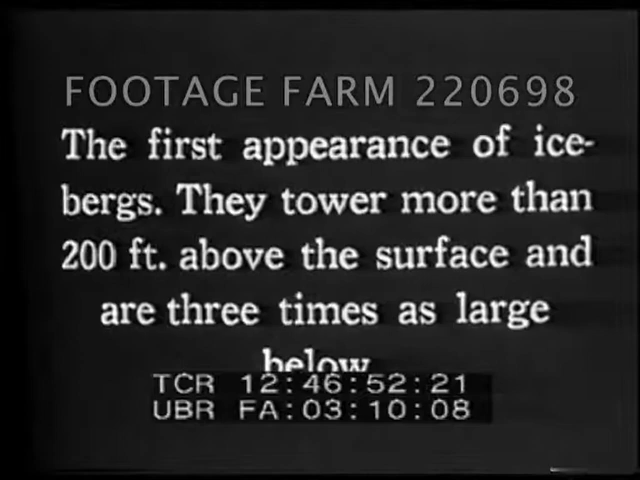 FOOTAGE FARM 220698
The first appearance of ice-
bergs. They tower more than
200 ft. above the surface and
are three times as large
below
TCR 12:46:52:21
UBR FA:03:10:08